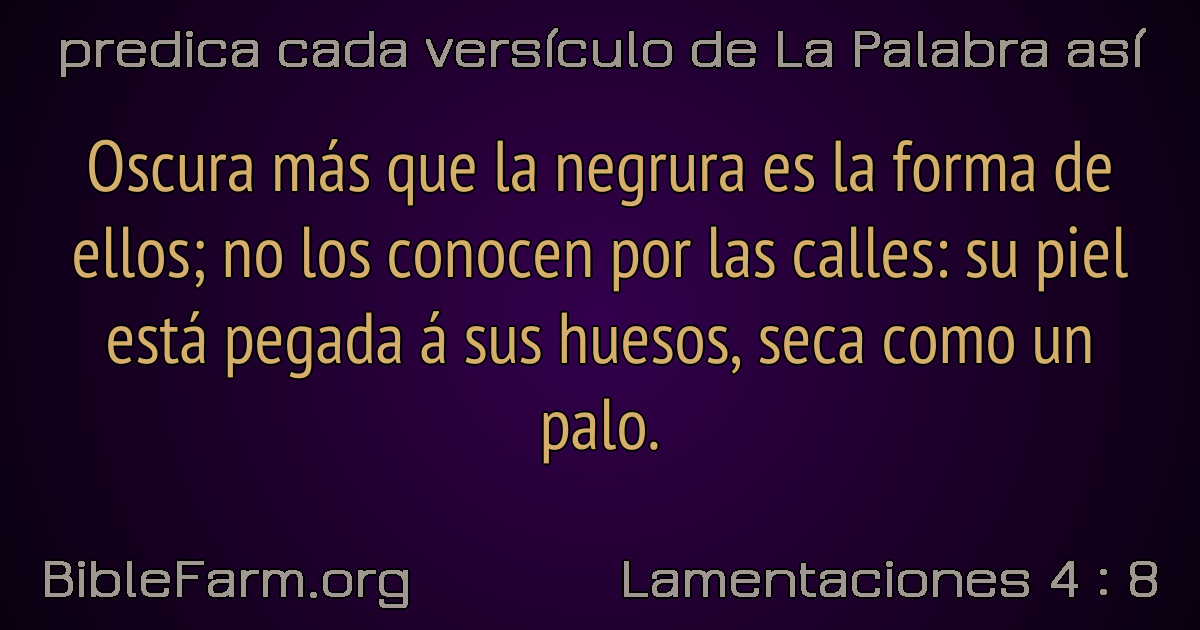 predica cada versículo de La Palabra así
Oscura más que la negrura es la forma de
ellos; no los conocen por las calles: su piel
está pegada á sus huesos, seca como un
palo.
BibleFarm.org
Lamentaciones 4 : 8